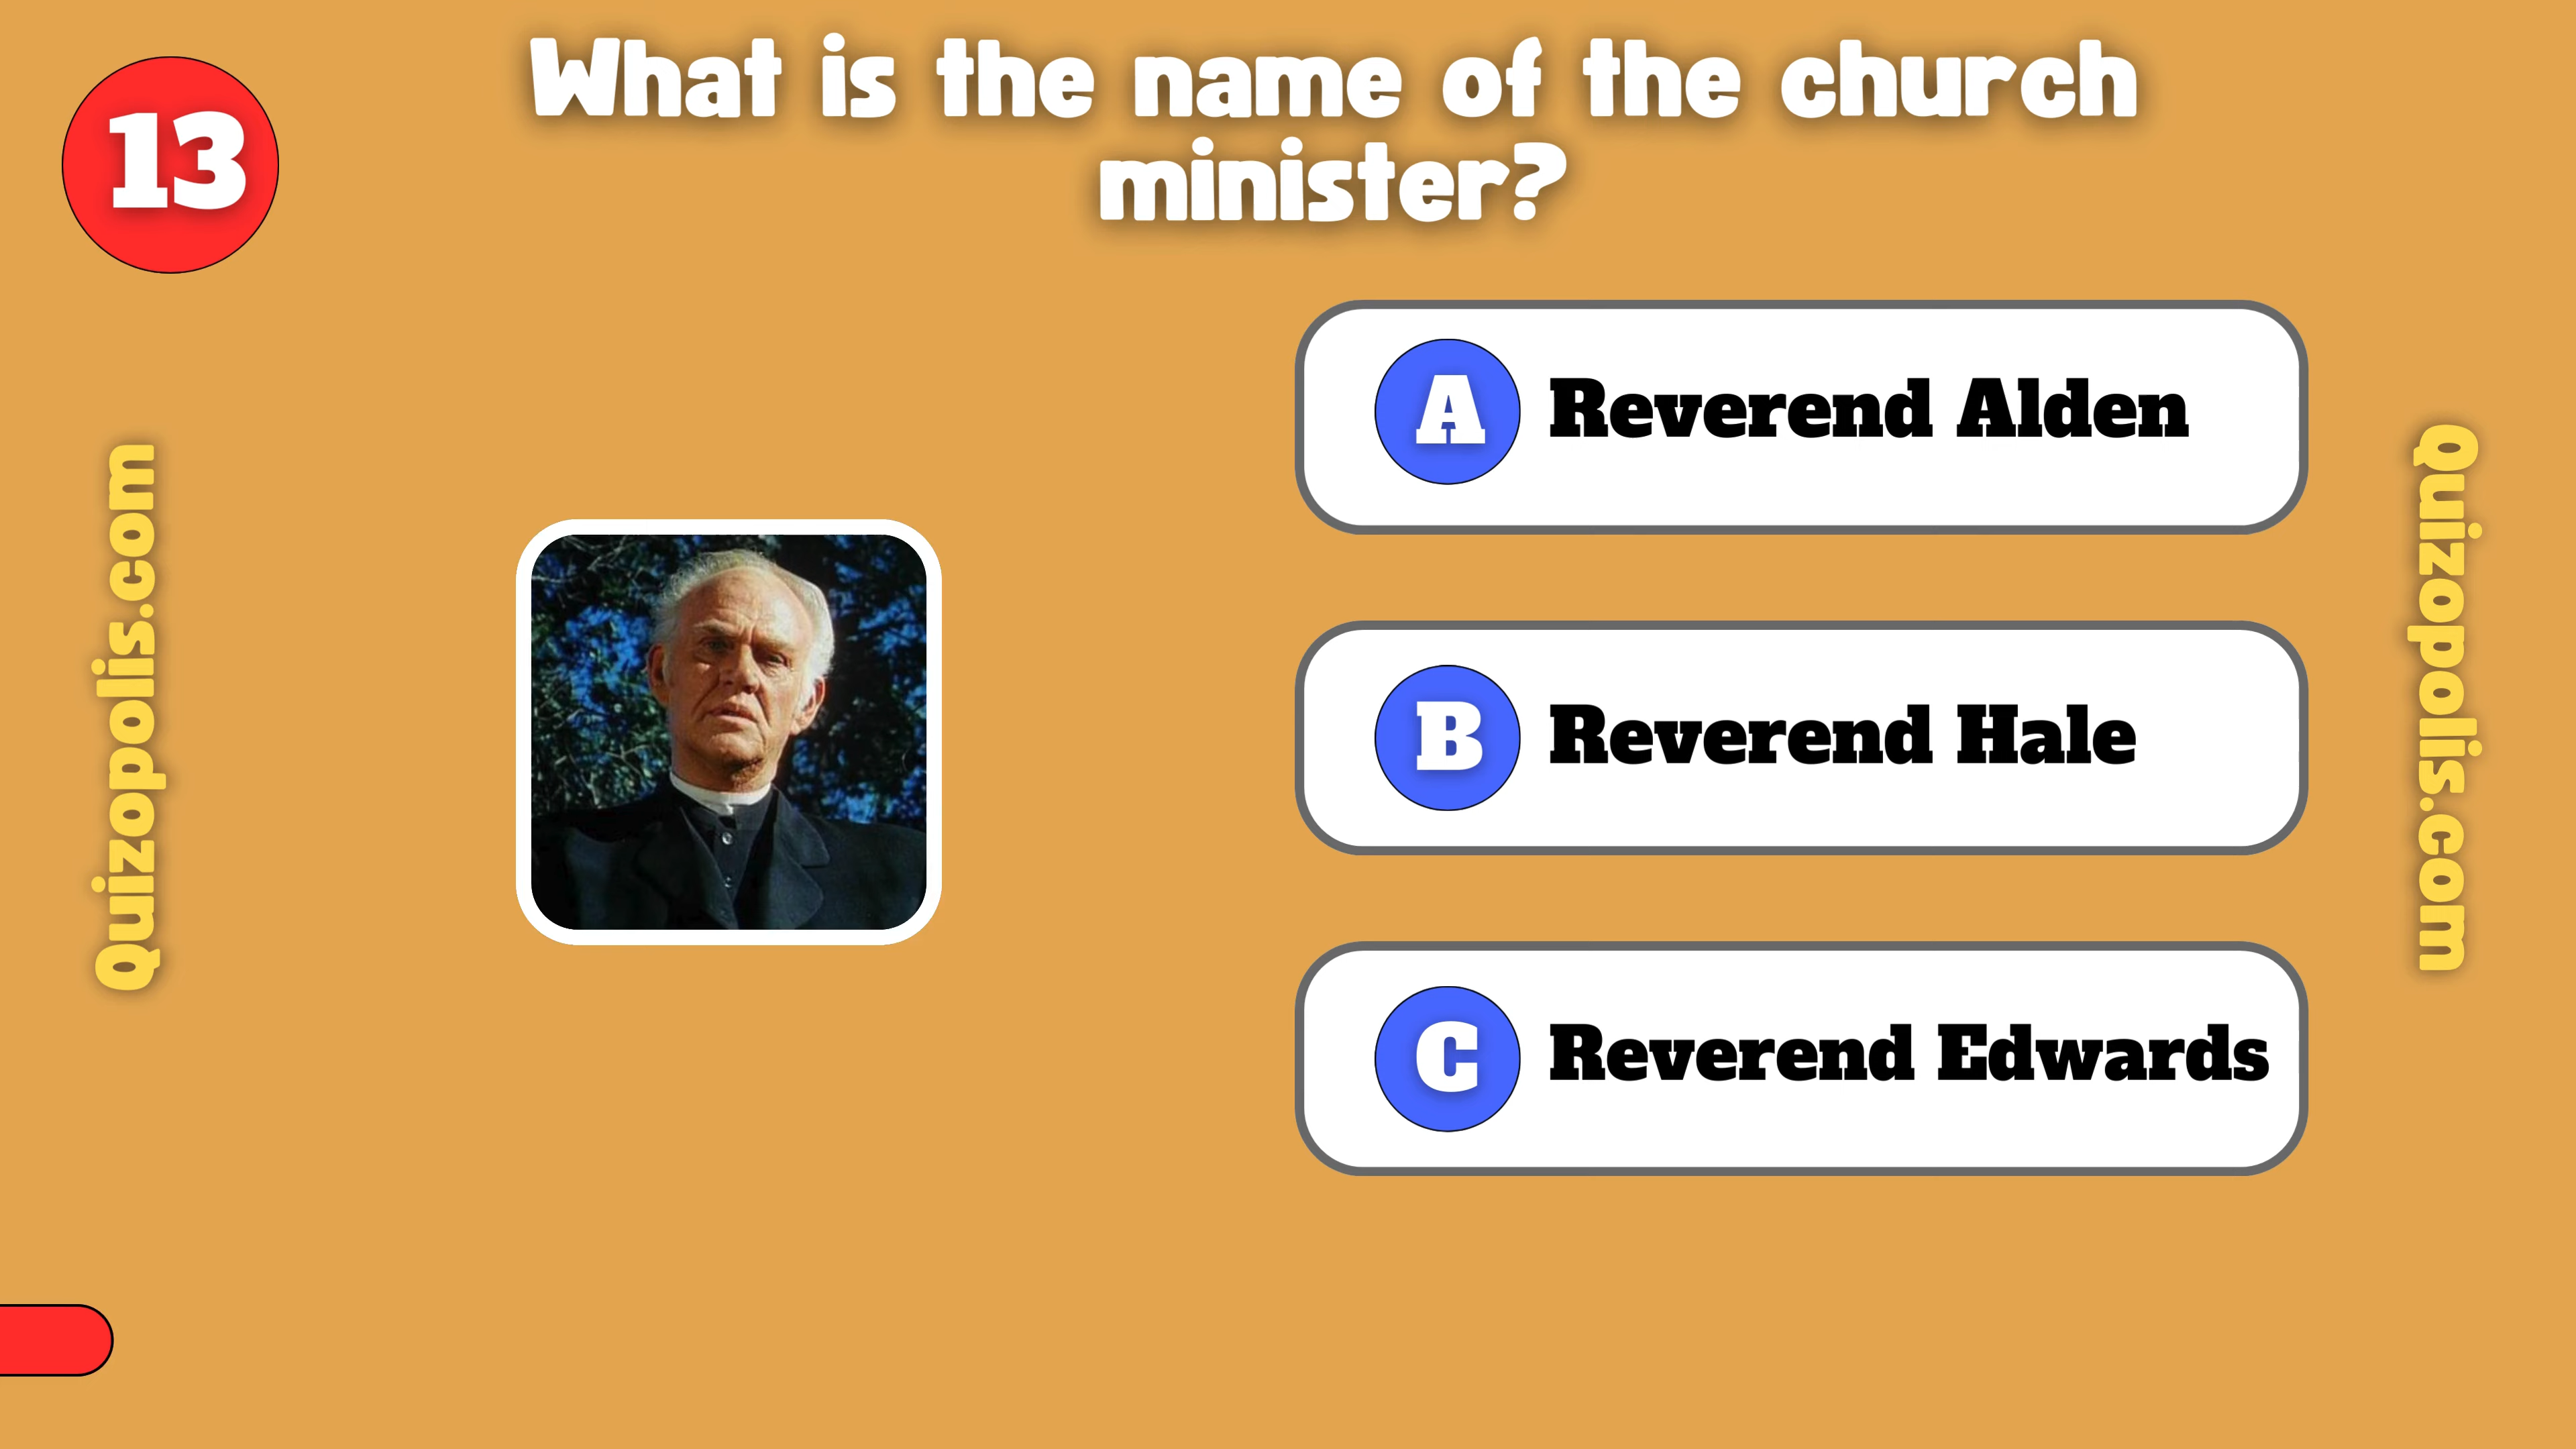 13
What is the name of the church
minister?
A Reverend Alden
B Reverend Hale
C Reverend Edwards
Quizopolis.com
Quizopolis.com